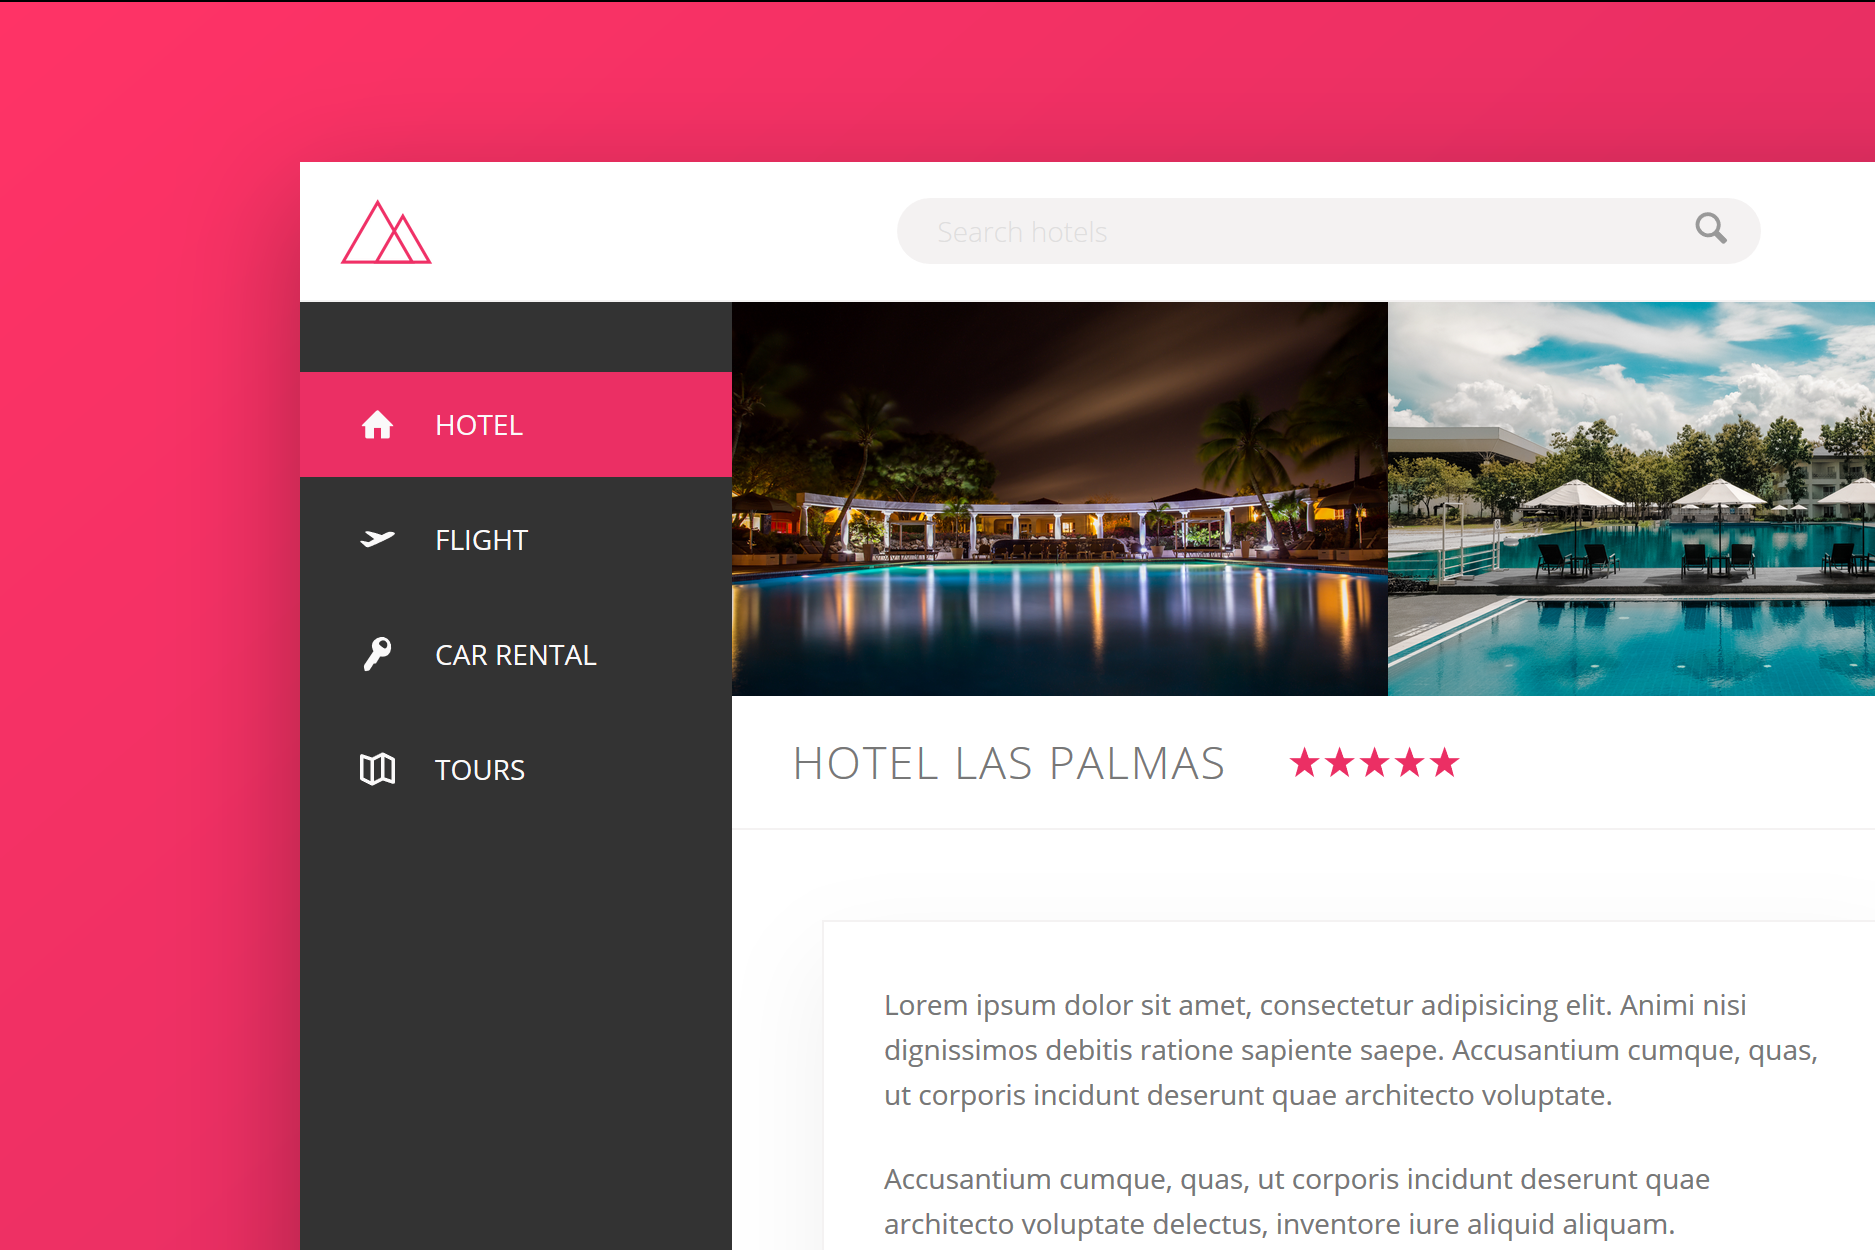 Search hotels
HOTEL
FLIGHT
CAR RENTAL
TOURS
HOTEL LAS PALMAS
Lorem ipsum dolor sit amet, consectetur adipisicing elit. Animi nisi
dignissimos debitis ratione sapiente saepe. Accusantium cumque, quas,
ut corporis incidunt deserunt quae architecto voluptate.
Accusantium cumque, quas, ut corporis incidunt deserunt quae
architecto voluptate delectus, inventore iure aliquid aliquam.